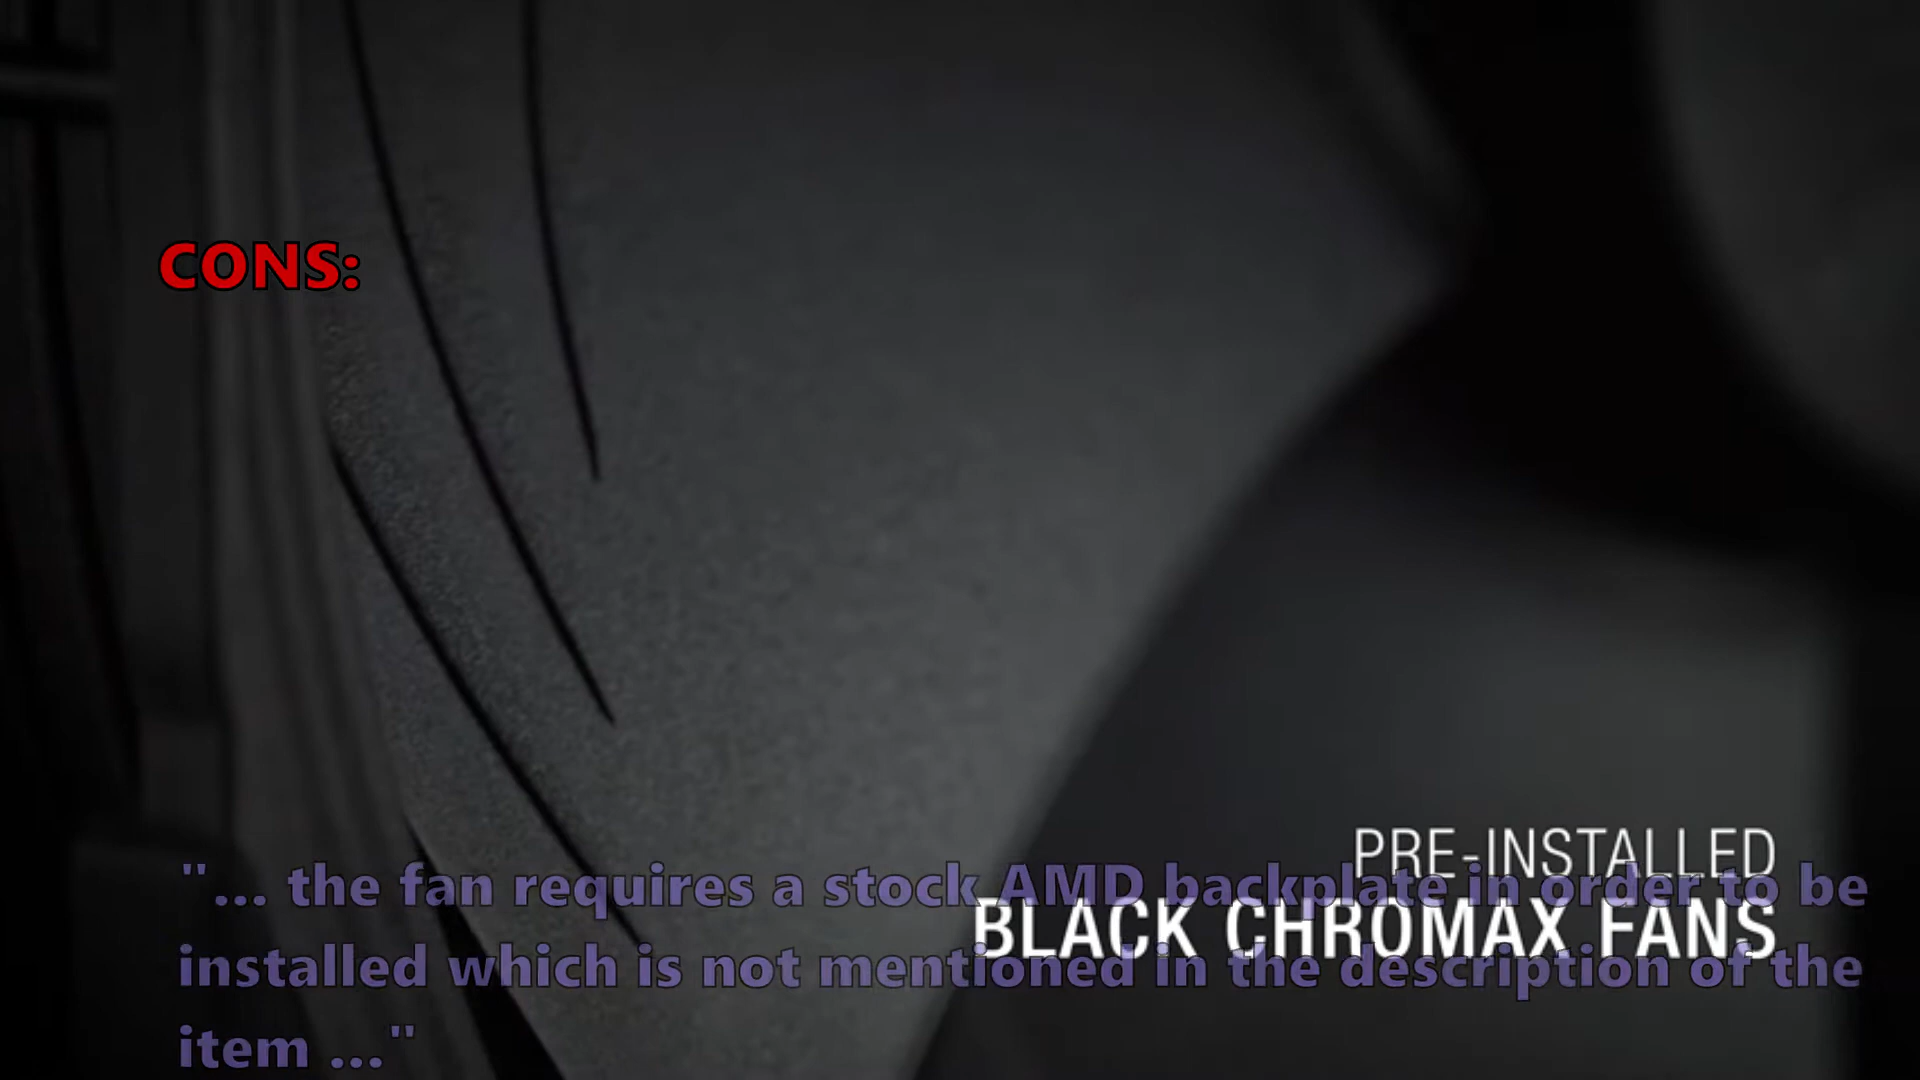 CONS:
PRE-INSTALLED
BLACK CHROMAX FANS
"... the fan requires a stock AMD backplate in order to be
installed which is not mentioned in the description of the
item ..."